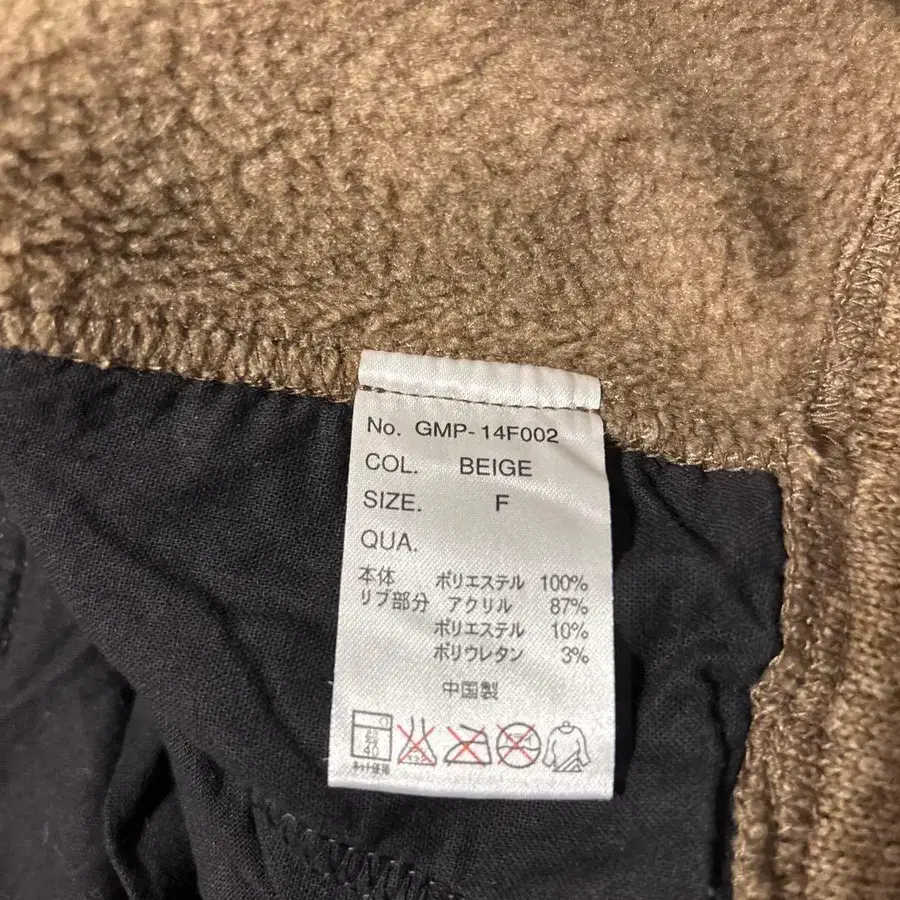 No. GMP-14F002
COL. BEIGE
SIZE. F
QUA.
本体 ポリエステル 100%
リブ部分 アクリル 87%
ポリエステル 10%
ポリウレタン 3%
中国製
40
ネット使用